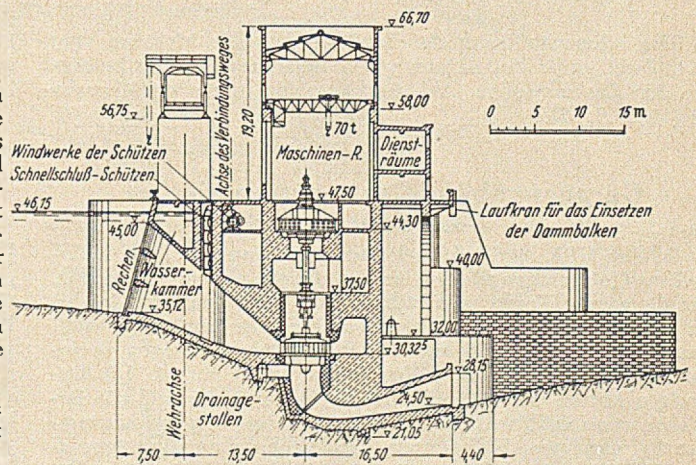 66,70
Achse des Verbindungsweges
19,20
58,00
56,75
70 t
0 5 10 15 m
Windwerke der Schützen
Schnellschluß-Schützen
Maschinen-R.
Dienst-
räume
47,50
46,15
45,00
44,30
Laufkran für das Einsetzen
der Dammbalken
40,00
Rechen
Wasser-
kammer
37,50
35,12
32,00
30,32⁵
28,15
24,50
21,05
Drainage-
stollen
Wehrachse
7,50
13,50
16,50
4,40